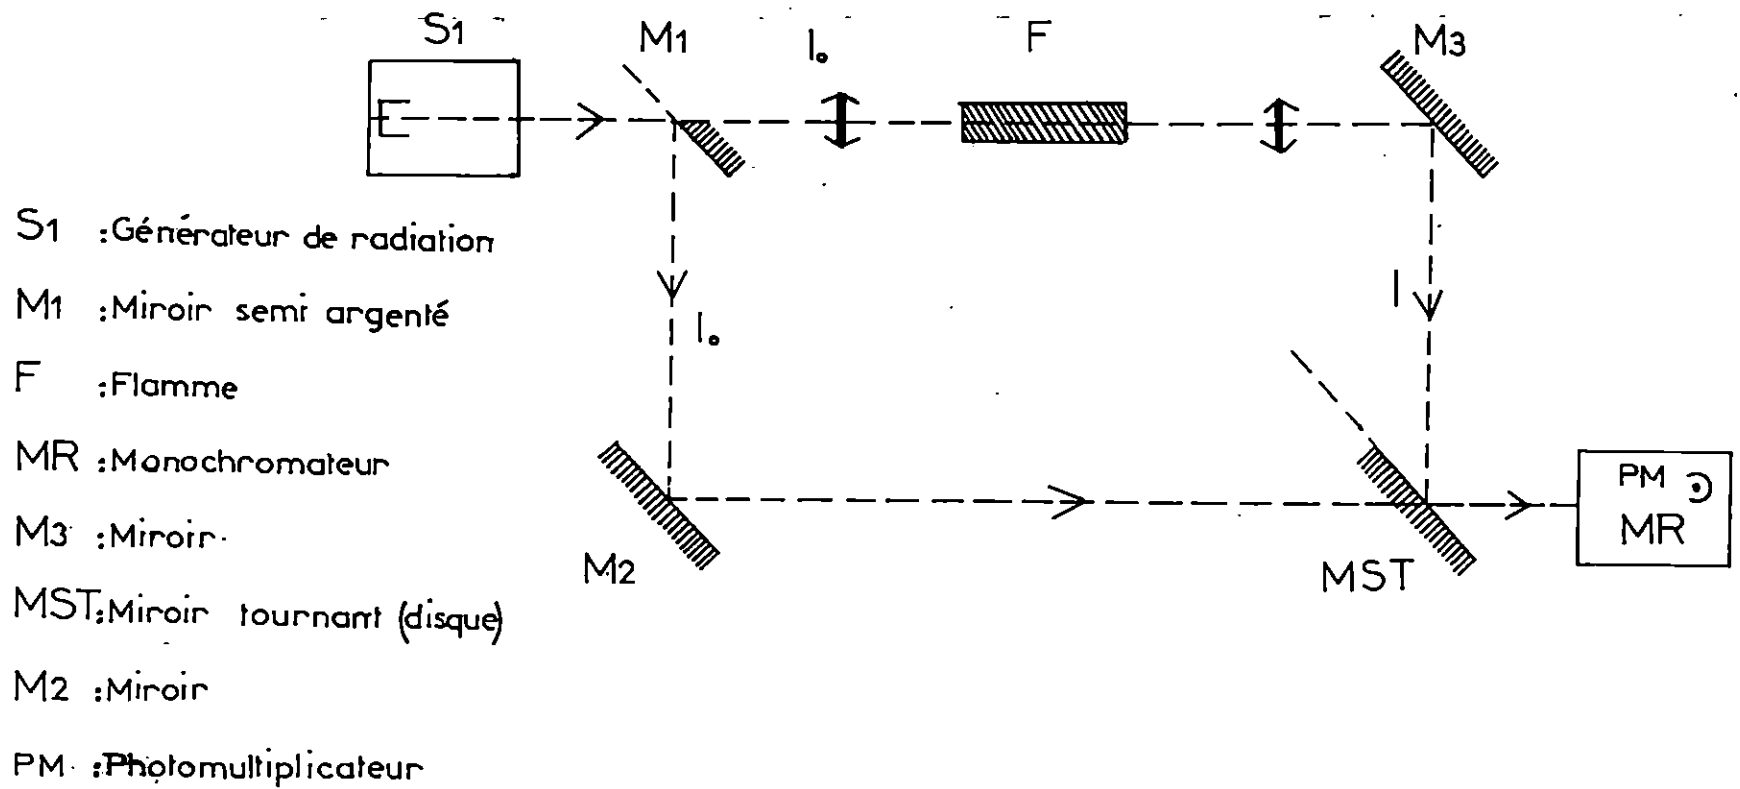 S1 M1 I₀ F M3
I
I₀
PM
MR
M2 MST
S1 :Générateur de radiation
M1 :Miroir semi argenté
F :Flamme
MR :Monochromateur
M3 :Miroir
MST:Miroir tournant (disque)
M2 :Miroir
PM :Photomultiplicateur